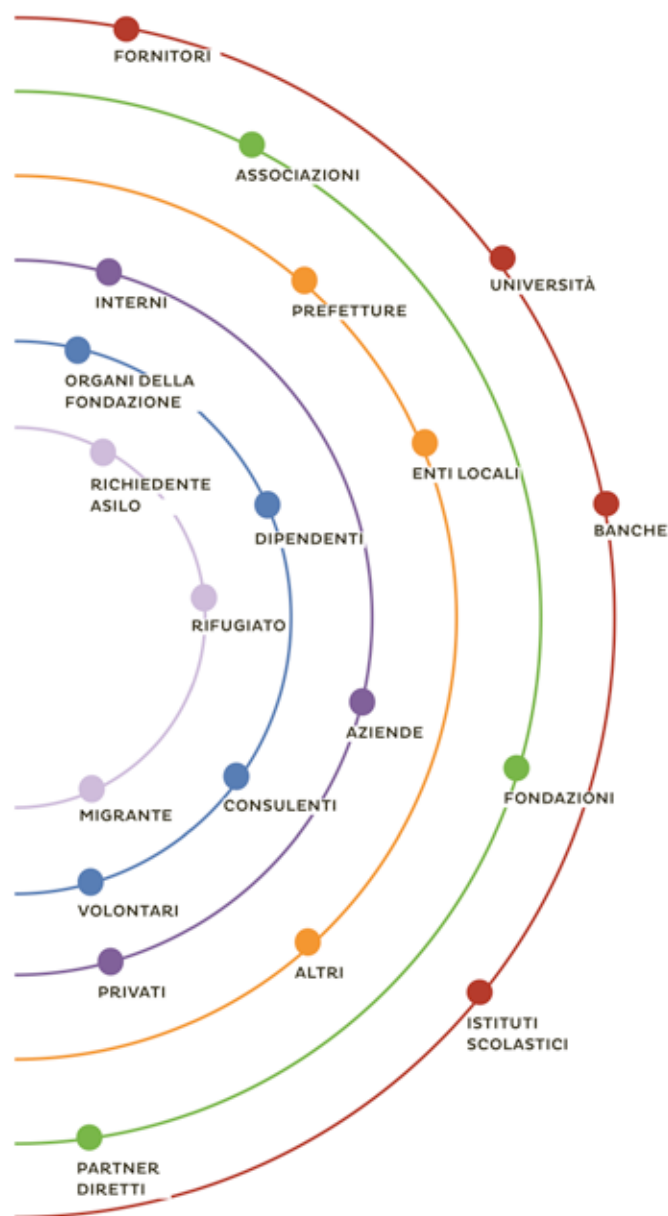 FORNITORI
ASSOCIAZIONI
UNIVERSITÀ
INTERNI
PREFETTURE
ORGANI DELLA
FONDAZIONE
ENTI LOCALI
RICHIEDENTE
ASILO
BANCHE
DIPENDENTI
RIFUGIATO
AZIENDE
FONDAZIONI
CONSULENTI
MIGRANTE
VOLONTARI
ALTRI
PRIVATI
ISTITUTI
SCOLASTICI
PARTNER
DIRETTI